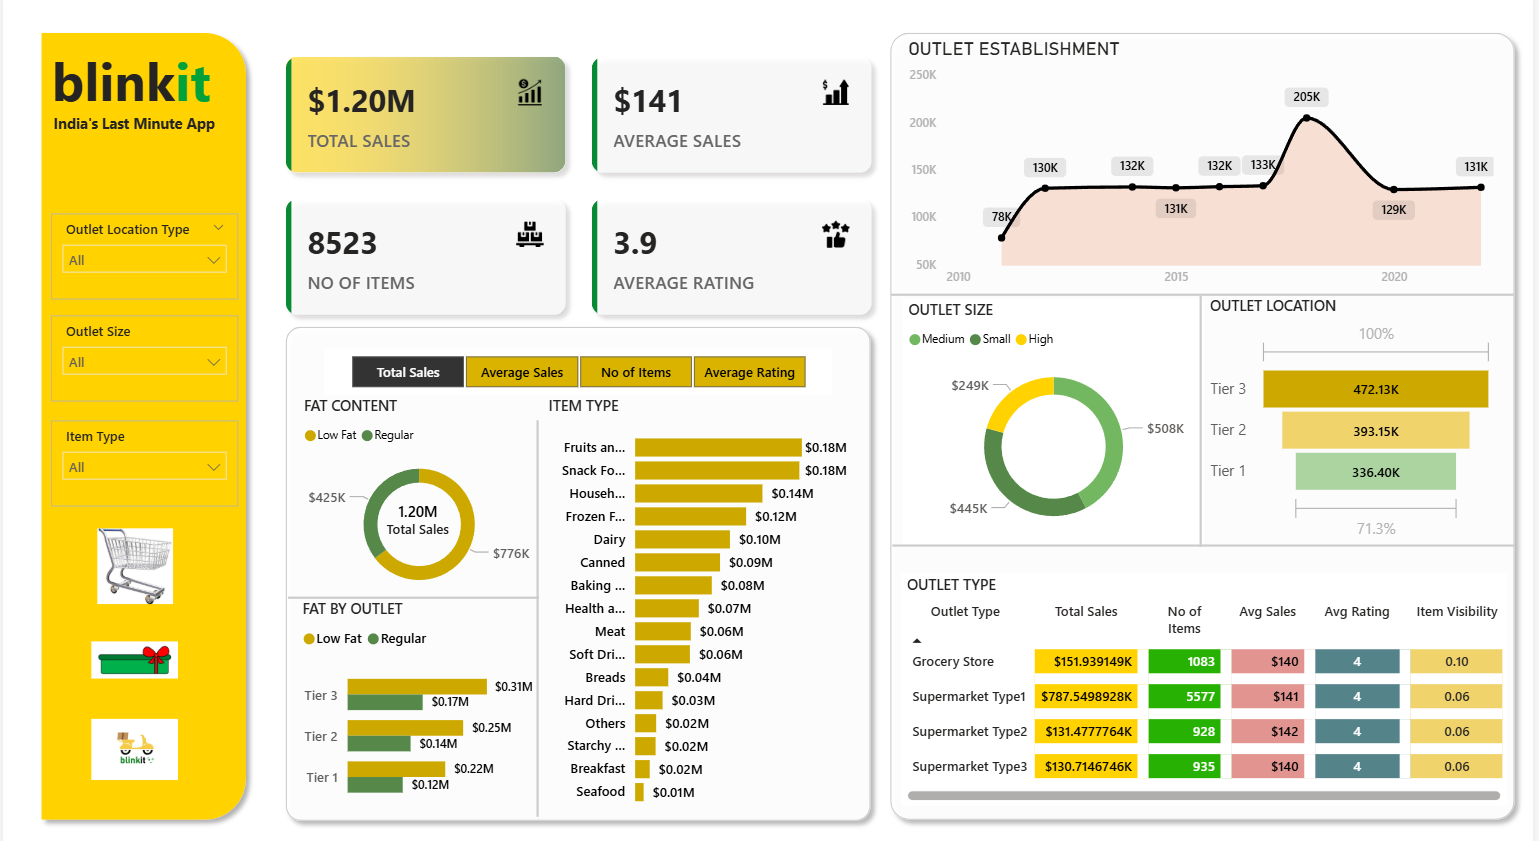 blinkit
India's Last Minute App
Outlet Location Type
All
Outlet Size
All
Item Type
All
blinkit
$1.20M
TOTAL SALES
$141
AVERAGE SALES
8523
NO OF ITEMS
3.9
AVERAGE RATING
Total Sales
Average Sales
No of Items
Average Rating
FAT CONTENT
Low Fat
Regular
$425K
1.20M
Total Sales
$776K
FAT BY OUTLET
Low Fat
Regular
Tier 3
$0.31M
$0.17M
Tier 2
$0.25M
$0.14M
Tier 1
$0.22M
$0.12M
ITEM TYPE
Fruits an... $0.18M
Snack Fo... $0.18M
Househ... $0.14M
Frozen F... $0.12M
Dairy $0.10M
Canned $0.09M
Baking ... $0.08M
Health a... $0.07M
Meat $0.06M
Soft Dri... $0.06M
Breads $0.04M
Hard Dri... $0.03M
Others $0.02M
Starchy ... $0.02M
Breakfast $0.02M
Seafood $0.01M
OUTLET ESTABLISHMENT
250K
200K
150K
100K
50K
78K
130K
132K
131K
132K
133K
205K
129K
131K
2010
2015
2020
OUTLET SIZE
Medium
Small
High
$249K
$508K
$445K
OUTLET LOCATION
100%
Tier 3 472.13K
Tier 2 393.15K
Tier 1 336.40K
71.3%
OUTLET TYPE
Outlet Type Total Sales No of Items Avg Sales Avg Rating Item Visibility
Grocery Store $151.939149K 1083 $140 4 0.10
Supermarket Type1 $787.5498928K 5577 $141 4 0.06
Supermarket Type2 $131.4777764K 928 $142 4 0.06
Supermarket Type3 $130.7146746K 935 $140 4 0.06